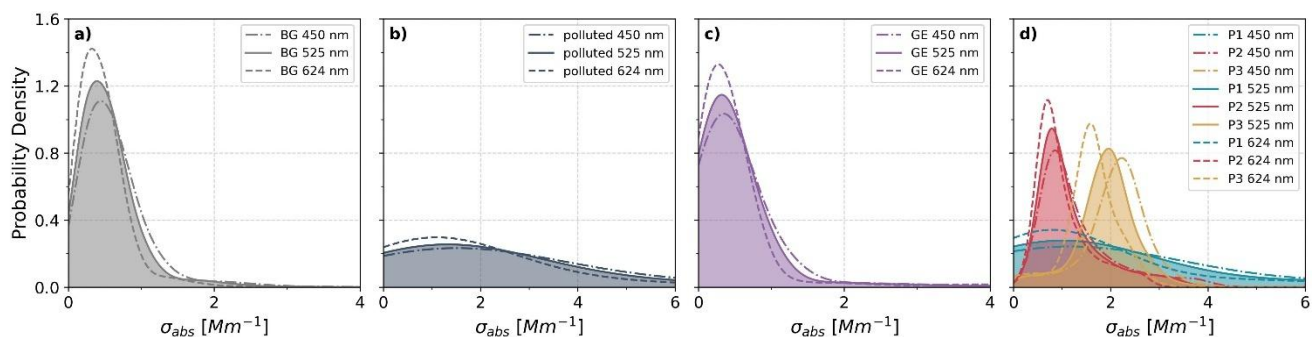 Probability Density
1.6
1.2
0.8
0.4
0.0
a)
BG 450 nm
BG 525 nm
BG 624 nm
0 2 4
σabs [Mm⁻¹]
b)
polluted 450 nm
polluted 525 nm
polluted 624 nm
0 2 4 6
σabs [Mm⁻¹]
c)
GE 450 nm
GE 525 nm
GE 624 nm
0 2 4
σabs [Mm⁻¹]
d)
P1 450 nm
P2 450 nm
P3 450 nm
P1 525 nm
P2 525 nm
P3 525 nm
P1 624 nm
P2 624 nm
P3 624 nm
0 2 4 6
σabs [Mm⁻¹]